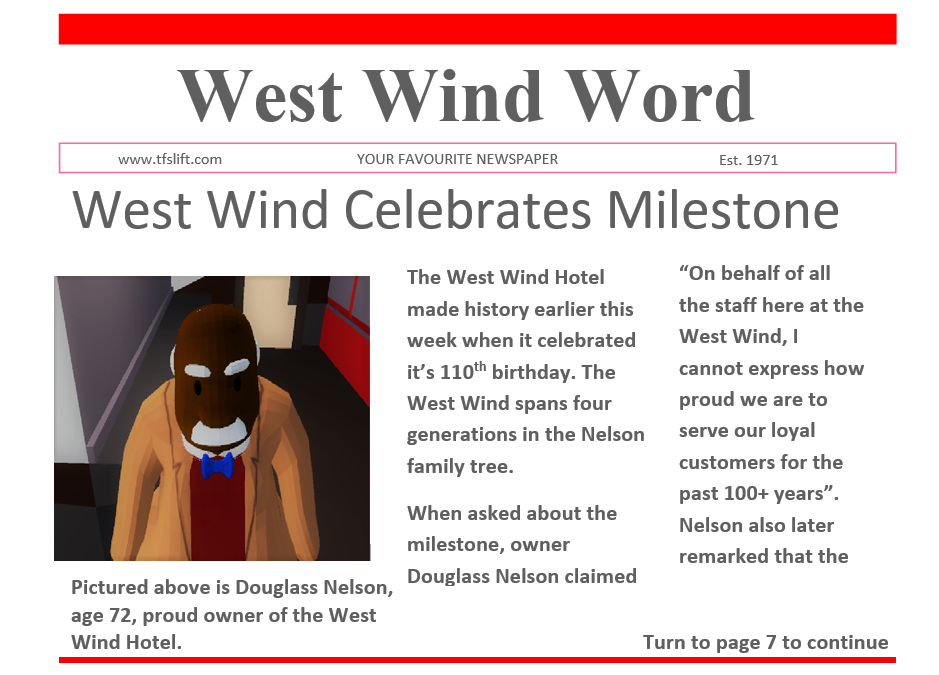 West Wind Word
www.tfslift.com YOUR FAVOURITE NEWSPAPER Est. 1971
West Wind Celebrates Milestone
Pictured above is Douglass Nelson,
age 72, proud owner of the West
Wind Hotel.
The West Wind Hotel
made history earlier this
week when it celebrated
it’s 110th birthday. The
West Wind spans four
generations in the Nelson
family tree.
When asked about the
milestone, owner
Douglass Nelson claimed
“On behalf of all
the staff here at the
West Wind, I
cannot express how
proud we are to
serve our loyal
customers for the
past 100+ years”.
Nelson also later
remarked that the
Turn to page 7 to continue